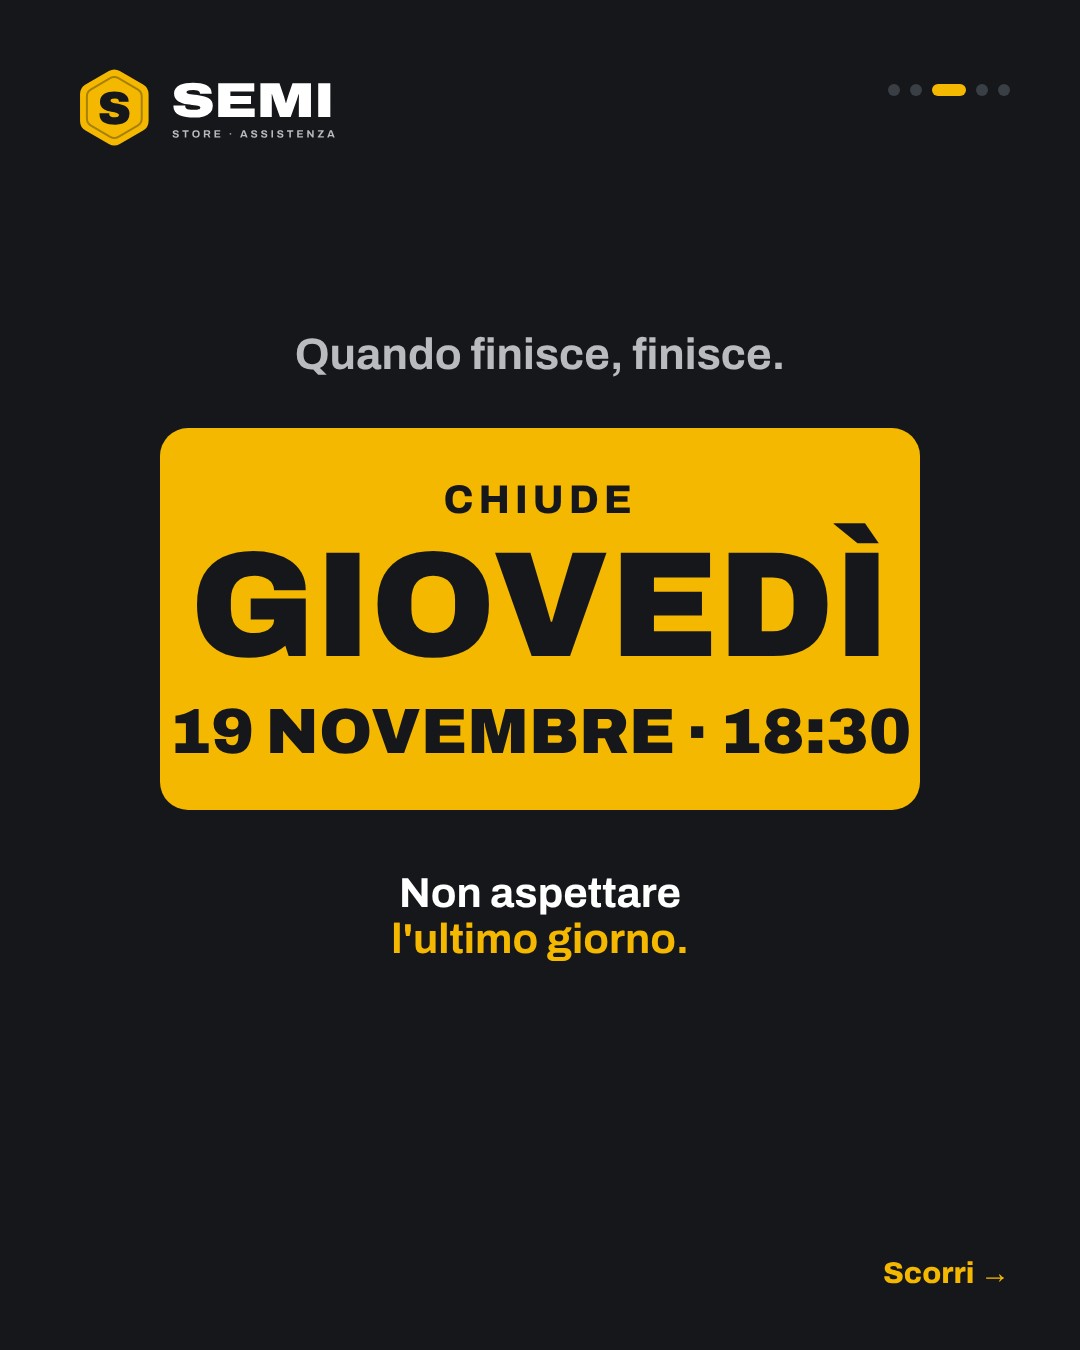 S
SEMI
STORE · ASSISTENZA
Quando finisce, finisce.
CHIUDE
GIOVEDÌ
19 NOVEMBRE · 18:30
Non aspettare
l'ultimo giorno.
Scorri →